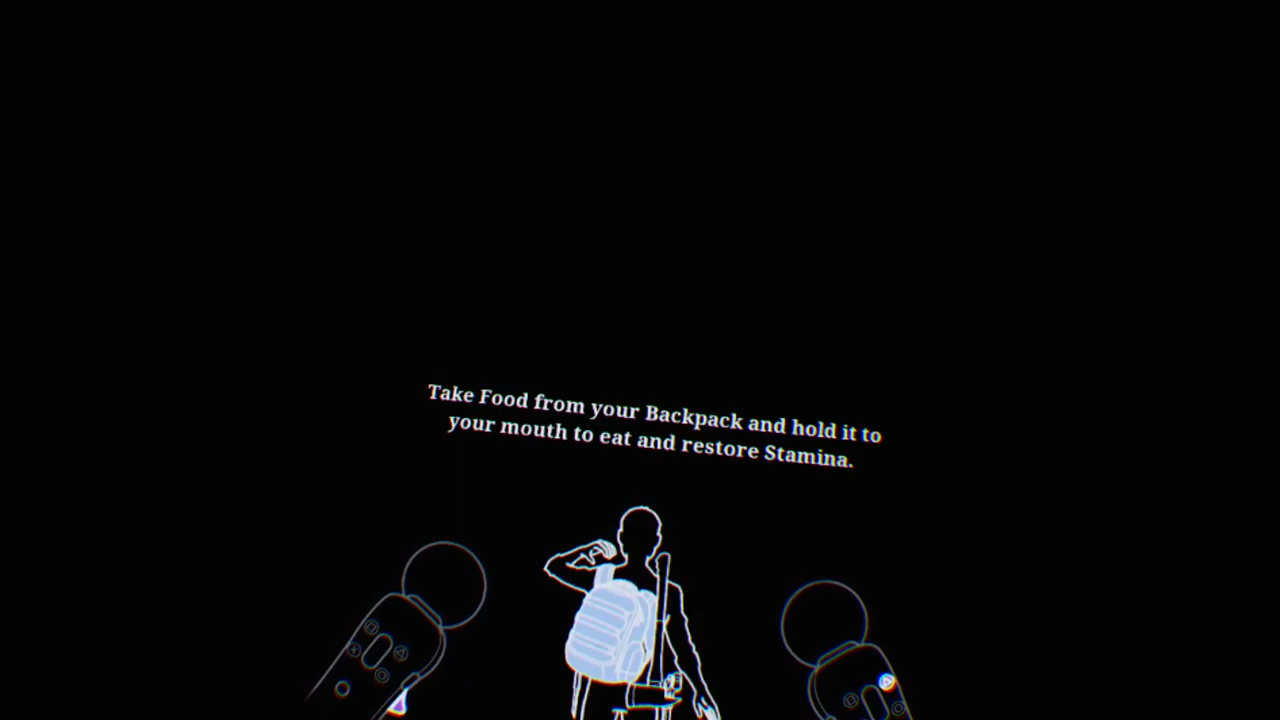 Take Food from your Backpack and hold it to
your mouth to eat and restore Stamina.